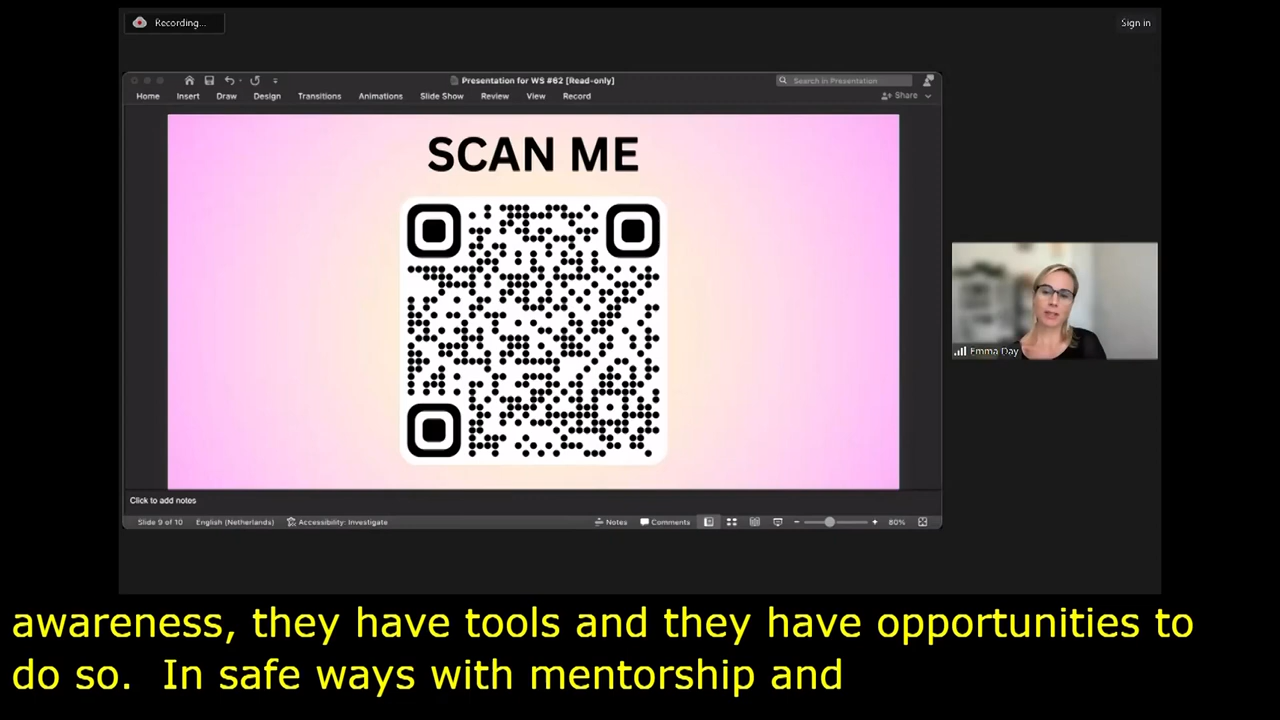 Recording...
Sign in
Presentation for WS #62 [Read-only]
Search in Presentation
Home Insert Draw Design Transitions Animations Slide Show Review View Record
Share
SCAN ME
Emma Day
Click to add notes
Slide 9 of 10 English (Netherlands) Accessibility: Investigate Notes Comments 80%
awareness, they have tools and they have opportunities to
do so. In safe ways with mentorship and